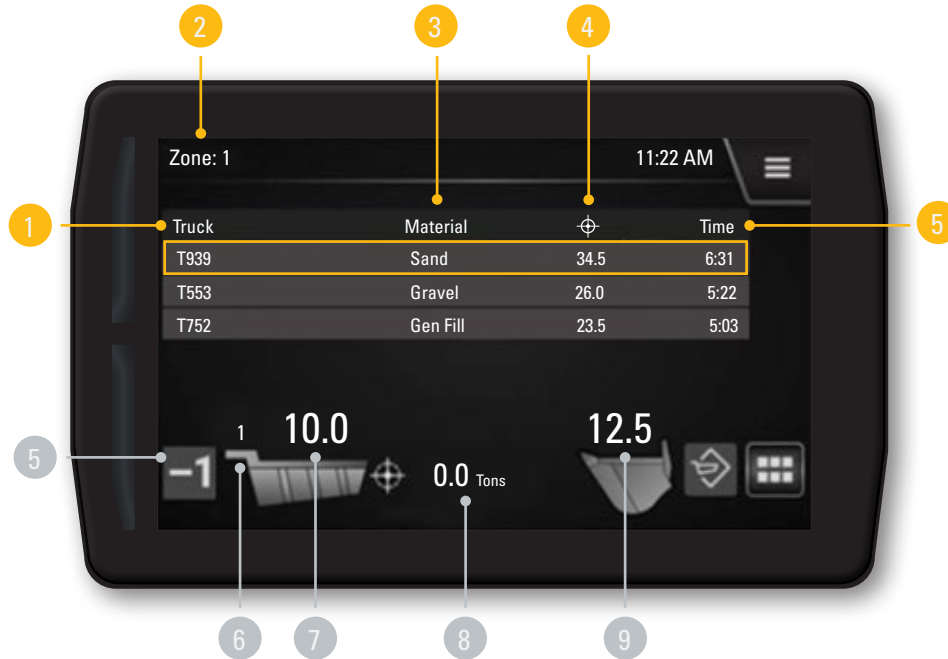 2 3 4
Zone: 1 11:22 AM
1 Truck Material Time 5
T939 Sand 34.5 6:31
T553 Gravel 26.0 5:22
T752 Gen Fill 23.5 5:03
1 10.0 12.5
5 -1 0.0 Tons
6 7 8 9